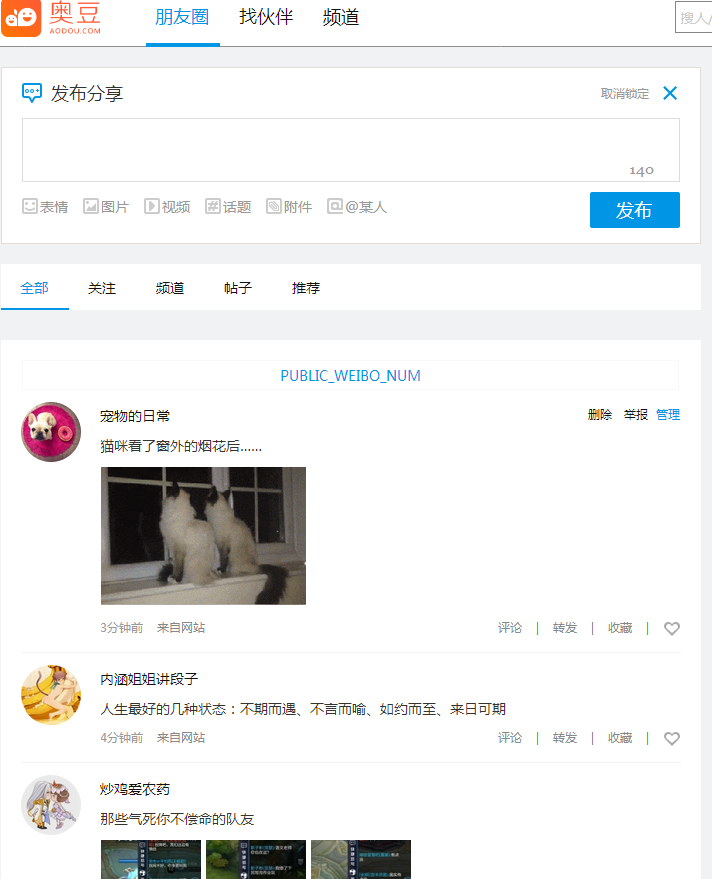 奥豆
AODOU.COM
朋友圈 找伙伴 频道
搜人/
发布分享
取消锁定
140
表情 图片 视频 话题 附件 @某人
发布
全部 关注 频道 帖子 推荐
PUBLIC_WEIBO_NUM
宠物的日常
删除 举报 管理
猫咪看了窗外的烟花后......
3分钟前 来自网站
评论 | 转发 | 收藏 |
内涵姐姐讲段子
人生最好的几种状态：不期而遇、不言而喻、如约而至、来日可期
4分钟前 来自网站
评论 | 转发 | 收藏 |
炒鸡爱农药
那些气死你不偿命的队友